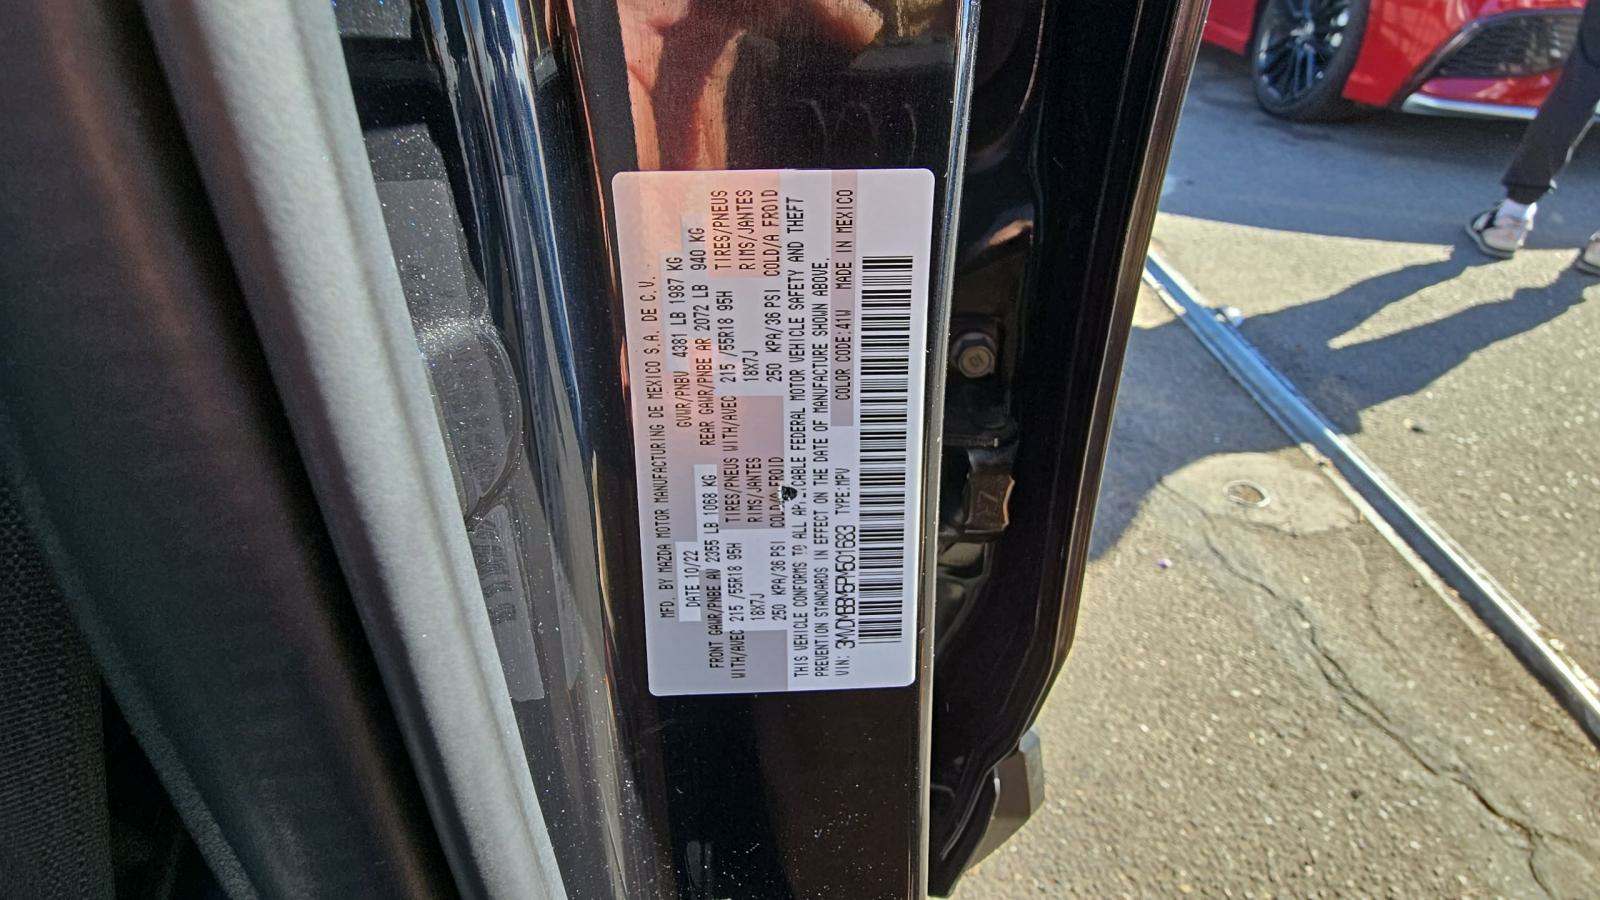 MFD. BY MAZDA MOTOR MANUFACTURING DE MEXICO S.A. DE C.V.
DATE 10/22 GVWR/PNBV 4381 LB 1987 KG
FRONT GAWR/PNBE AV 2355 LB 1068 KG REAR GAWR/PNBE AR 2072 LB 940 KG
WITH/AVEC 215 /55R18 95H TIRES/PNEUS WITH/AVEC 215 /55R18 95H TIRES/PNEUS
18X7J RIMS/JANTES 18X7J RIMS/JANTES
250 KPA/36PSI COLD/A FROID 250 KPA/36PSI COLD/A FROID
THIS VEHICLE CONFORMS TO ALL APPLICABLE FEDERAL MOTOR VEHICLE SAFETY AND THEFT
PREVENTION STANDARDS IN EFFECT ON THE DATE OF MANUFACTURE SHOWN ABOVE.
VIN: 3MVDMBBM5PM501683 TYPE:MPV COLOR CODE:41W MADE IN MEXICO